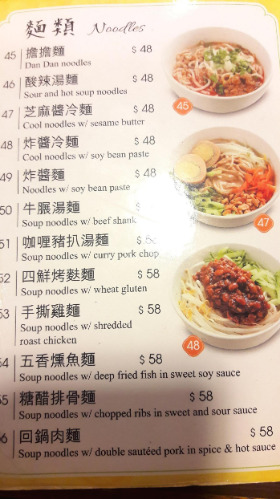 麵類 Noodles
45 擔擔麵 $ 48
Dan Dan noodles
46 酸辣湯麵 $ 48
Sour and hot soup noodles
47 芝麻醬冷麵 $ 48
Cool noodles w/ sesame butter
48 炸醬冷麵 $ 48
Cool noodles w/ soy bean paste
49 炸醬麵 $ 48
Noodles w/ soy bean paste
50 牛腱湯麵 $ 58
Soup noodles w/ beef shank
51 咖喱豬扒湯麵 $ 58
Soup noodles w/ curry pork chop
52 四鮮烤麩麵 $ 58
Soup noodles w/ wheat gluten
53 手撕雞麵 $ 58
Soup noodles w/ shredded
roast chicken
54 五香燻魚麵 $ 58
Soup noodles w/ deep fried fish in sweet soy sauce
糖醋排骨麵 $ 58
Soup noodles w/ chopped ribs in sweet and sour sauce
回鍋肉麵 $ 58
Soup noodles w/ double sautéed pork in spice & hot sauce
45
47
48